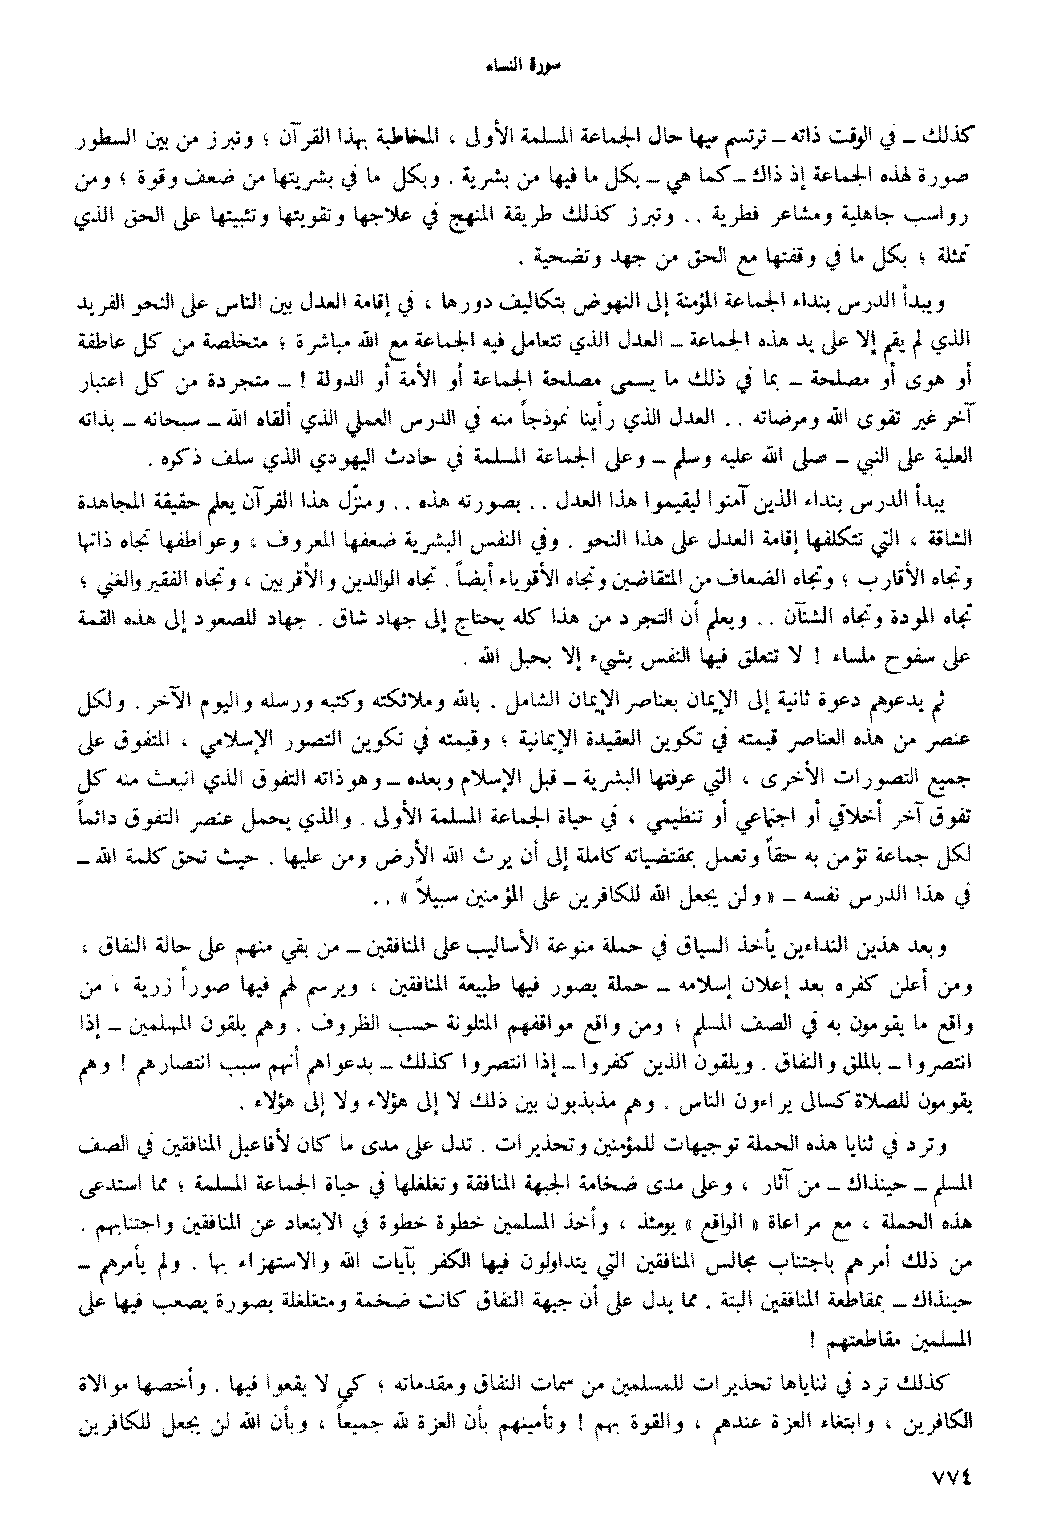 سورة النساء
كذلك – في الوقت ذاته – ترتسم فيها حال الجماعة المسلمة الأولى ، المخاطبة بهذا القرآن ؛ وتبرز من بين السطور
صورة لهذه الجماعة إذ ذاك – كما هي – بكل ما فيها من بشرية . وبكل ما في بشريتها من ضعف وقوة ؛ ومن
رواسب جاهلية ومشاعر فطرية .. وتبرز كذلك طريقة المنهج في علاجها وتقويتها وتثبيتها على الحق الذي
تمثله ؛ بكل ما في وقفتها مع الحق من جهد وتضحية .
ويبدأ الدرس بنداء الجماعة المؤمنة إلى النهوض بتكاليف دورها ، في إقامة العدل بين الناس على النحو الفريد
الذي لم يقم إلا على يد هذه الجماعة – العدل الذي تتعامل فيه الجماعة مع الله مباشرة ؛ متخلصة من كل عاطفة
أو هوى أو مصلحة – بما في ذلك ما يسمى مصلحة الجماعة أو الأمة أو الدولة ! – متجردة من كل اعتبار
آخر غير تقوى الله ومرضاته .. العدل الذي رأينا نموذجاً منه في الدرس العملي الذي ألقاه الله – سبحانه – بذاته
العلية على النبي – صلى الله عليه وسلم – وعلى الجماعة المسلمة في حادث اليهودي الذي سلف ذكره .
يبدأ الدرس بنداء الذين آمنوا ليقيموا هذا العدل .. بصورته هذه .. ومنزّل هذا القرآن يعلم حقيقة المجاهدة
الشاقة ، التي تتكلفها إقامة العدل على هذا النحو . وفي النفس البشرية ضعفها المعروف ، وعواطفها تجاه ذاتها
وتجاه الأقارب ؛ وتجاه الضعاف من المتقاضين وتجاه الأقوياء أيضاً . تجاه الوالدين والأقربين ، وتجاه الفقير والغني ؛
تجاه المودة وتجاه الشنآن .. ويعلم أن التجرد من هذا كله يحتاج إلى جهاد شاق . جهاد للصعود إلى هذه القمة
على سفوح ملساء ! لا تتعلق فيها النفس بشيء إلا بحبل الله .
ثم يدعوهم دعوة ثانية إلى الإيمان بعناصر الإيمان الشامل . بالله وملائكته وكتبه ورسله واليوم الآخر . ولكل
عنصر من هذه العناصر قيمته في تكوين العقيدة الإيمانية ؛ وقيمته في تكوين التصور الإسلامي ، المتفوق على
جميع التصورات الأخرى ، التي عرفتها البشرية – قبل الإسلام وبعده – وهو ذاته التفوق الذي انبعث منه كل
تفوق آخر أخلاقي أو اجتماعي أو تنظيمي ، في حياة الجماعة المسلمة الأولى . والذي يحمل عنصر التفوق دائماً
لكل جماعة تؤمن به حقاً وتعمل بمقتضياته كاملة إلى أن يرث الله الأرض ومن عليها . حيث تحق كلمة الله –
في هذا الدرس نفسه – « ولن يجعل الله للكافرين على المؤمنين سبيلاً » ..
وبعد هذين النداءين يأخذ السياق في حملة منوعة الأساليب على المنافقين – من بقي منهم على حالة النفاق ،
ومن أعلن كفره بعد إعلان إسلامه – حملة يصور فيها طبيعة المنافقين ، ويرسم لهم فيها صوراً زرية ، من
واقع ما يقومون به في الصف المسلم ؛ ومن واقع مواقفهم المتلونة حسب الظروف . وهم يلقون المسلمين – إذا
انتصروا – بالملق والنفاق . ويلقون الذين كفروا – إذا انتصروا كذلك – بدعواهم أنهم سبب انتصارهم ! وهم
يقومون للصلاة كسالى يراءون الناس . وهم مذبذبون بين ذلك لا إلى هؤلاء ولا إلى هؤلاء .
وترد في ثنايا هذه الحملة توجيهات للمؤمنين وتحذيرات . تدل على مدى ما كان لأفاعيل المنافقين في الصف
المسلم – حينذاك – من آثار ، وعلى مدى ضخامة الجبهة المنافقة وتغلغلها في حياة الجماعة المسلمة ؛ مما استدعى
هذه الحملة ، مع مراعاة « الواقع » يومئذ ، وأخذ المسلمين خطوة خطوة في الابتعاد عن المنافقين واجتنابهم .
من ذلك أمرهم باجتناب مجالس المنافقين التي يتداولون فيها الكفر بآيات الله والاستهزاء بها . ولم يأمرهم –
حينذاك – بمقاطعة المنافقين البتة . مما يدل على أن جبهة النفاق كانت ضخمة ومتغلغلة بصورة يصعب فيها على
المسلمين مقاطعتهم !
كذلك ترد في ثناياها تحذيرات للمسلمين من سمات النفاق ومقدماته ؛ كي لا يقعوا فيها . وأخصها موالاة
الكافرين ، وابتغاء العزة عندهم ، والقوة بهم ! وتأمينهم بأن العزة لله جميعاً ، وبأن الله لن يجعل للكافرين
٧٧٤